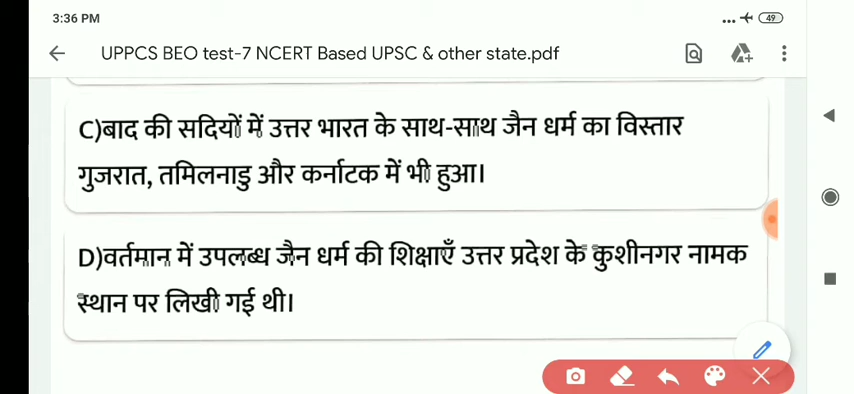 3:36 PM
49
UPPCS BEO test-7 NCERT Based UPSC & other state.pdf
C)बाद की सदियों में उत्तर भारत के साथ-साथ जैन धर्म का विस्तार
गुजरात, तमिलनाडु और कर्नाटक में भी हुआ।
D)वर्तमान में उपलब्ध जैन धर्म की शिक्षाएँ उत्तर प्रदेश के कुशीनगर नामक
स्थान पर लिखी गई थी।